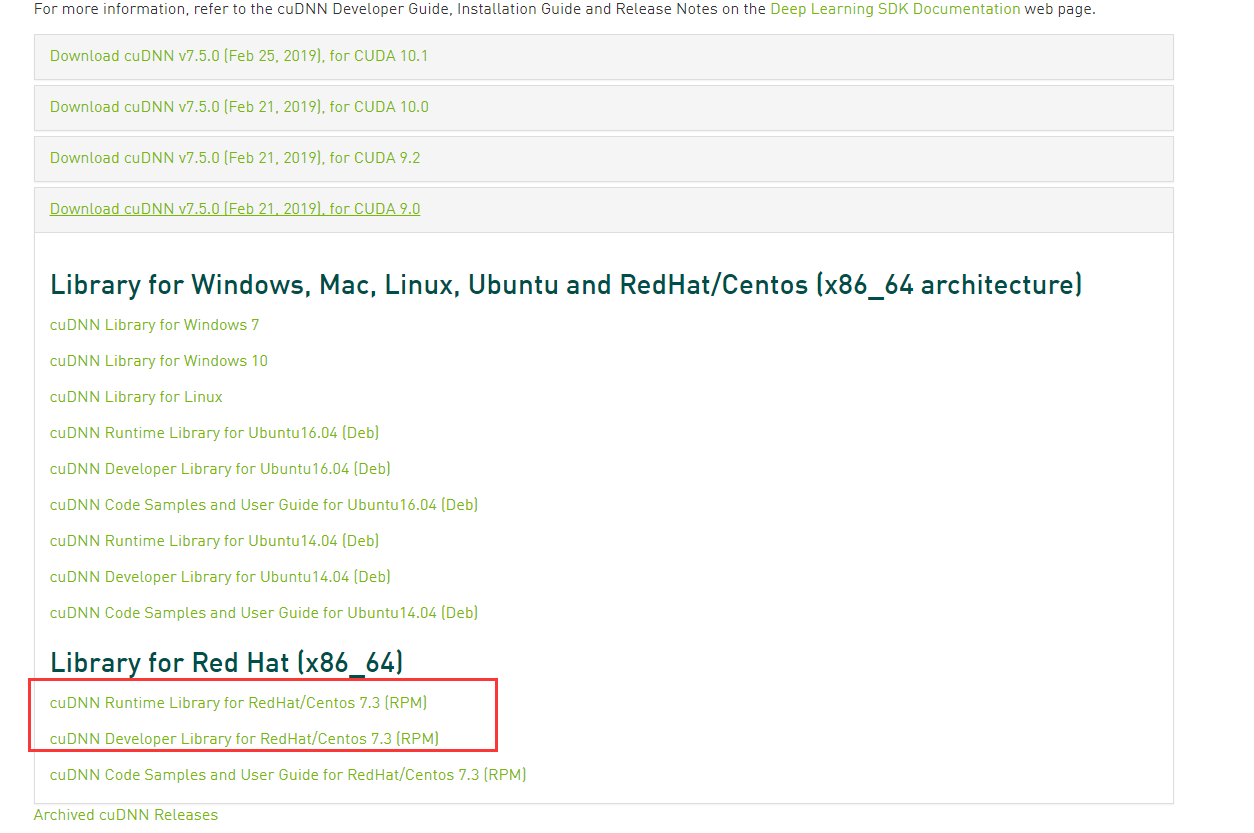 For more information, refer to the cuDNN Developer Guide, Installation Guide and Release Notes on the Deep Learning SDK Documentation web page.
Download cuDNN v7.5.0 (Feb 25, 2019), for CUDA 10.1
Download cuDNN v7.5.0 (Feb 21, 2019), for CUDA 10.0
Download cuDNN v7.5.0 (Feb 21, 2019), for CUDA 9.2
Download cuDNN v7.5.0 (Feb 21, 2019), for CUDA 9.0
Library for Windows, Mac, Linux, Ubuntu and RedHat/Centos (x86_64 architecture)
cuDNN Library for Windows 7
cuDNN Library for Windows 10
cuDNN Library for Linux
cuDNN Runtime Library for Ubuntu16.04 (Deb)
cuDNN Developer Library for Ubuntu16.04 (Deb)
cuDNN Code Samples and User Guide for Ubuntu16.04 (Deb)
cuDNN Runtime Library for Ubuntu14.04 (Deb)
cuDNN Developer Library for Ubuntu14.04 (Deb)
cuDNN Code Samples and User Guide for Ubuntu14.04 (Deb)
Library for Red Hat (x86_64)
cuDNN Runtime Library for RedHat/Centos 7.3 (RPM)
cuDNN Developer Library for RedHat/Centos 7.3 (RPM)
cuDNN Code Samples and User Guide for RedHat/Centos 7.3 (RPM)
Archived cuDNN Releases